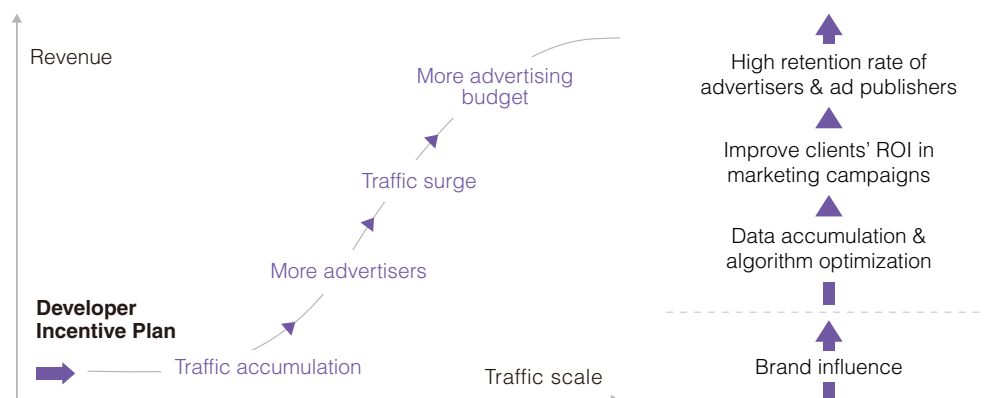 Revenue
More advertising
budget
Traffic surge
More advertisers
Developer
Incentive Plan
Traffic accumulation
Traffic scale
High retention rate of
advertisers & ad publishers
Improve clients’ ROI in
marketing campaigns
Data accumulation &
algorithm optimization
Brand influence